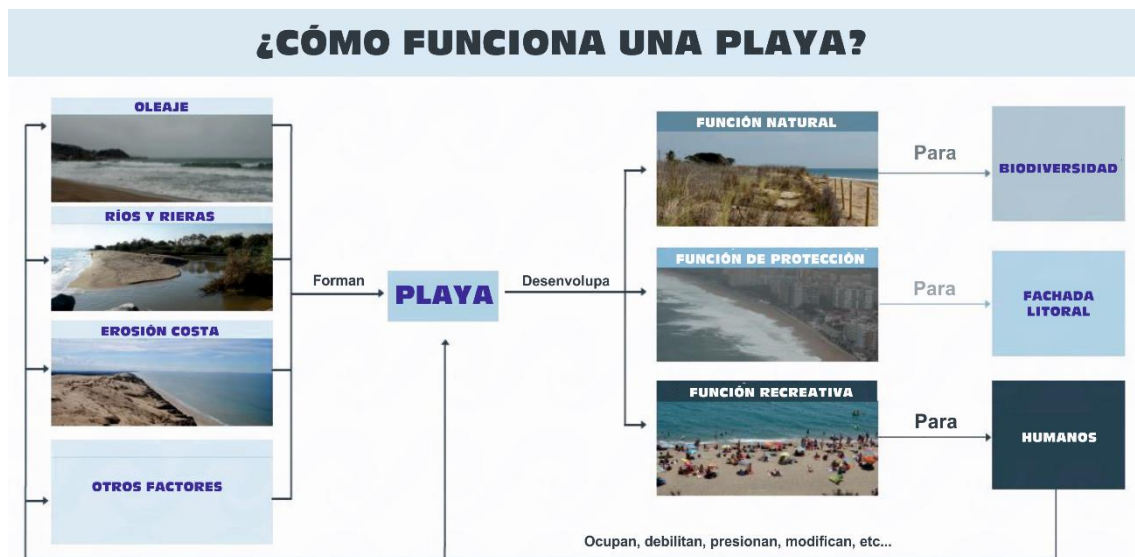 ¿CÓMO FUNCIONA UNA PLAYA?
OLEAJE
RÍOS Y RIERAS
EROSIÓN COSTA
OTROS FACTORES
Forman
PLAYA
Desenvolupa
FUNCIÓN NATURAL
Para
BIODIVERSIDAD
FUNCIÓN DE PROTECCIÓN
Para
FACHADA
LITORAL
FUNCIÓN RECREATIVA
Para
HUMANOS
Ocupan, debilitan, presionan, modifican, etc...